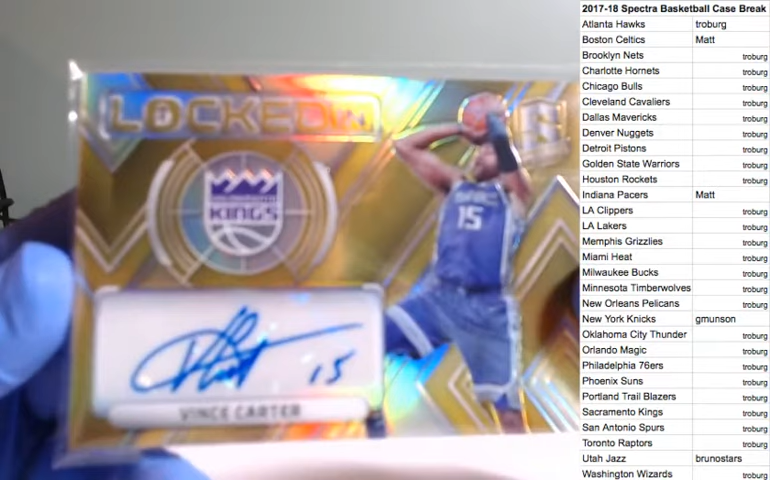 LOCKED IN
KINGS
15
15
VINCE CARTER
2017-18 Spectra Basketball Case Break
Atlanta Hawks troburg
Boston Celtics Matt
Brooklyn Nets troburg
Charlotte Hornets troburg
Chicago Bulls troburg
Cleveland Cavaliers troburg
Dallas Mavericks troburg
Denver Nuggets troburg
Detroit Pistons troburg
Golden State Warriors troburg
Houston Rockets troburg
Indiana Pacers Matt
LA Clippers troburg
LA Lakers troburg
Memphis Grizzlies troburg
Miami Heat troburg
Milwaukee Bucks troburg
Minnesota Timberwolves troburg
New Orleans Pelicans troburg
New York Knicks gmunson
Oklahoma City Thunder troburg
Orlando Magic troburg
Philadelphia 76ers troburg
Phoenix Suns troburg
Portland Trail Blazers troburg
Sacramento Kings troburg
San Antonio Spurs troburg
Toronto Raptors troburg
Utah Jazz brunostars
Washington Wizards troburg